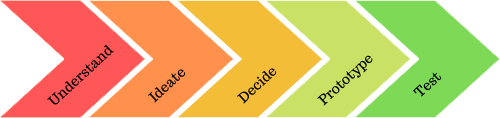 Understand
Ideate
Decide
Prototype
Test